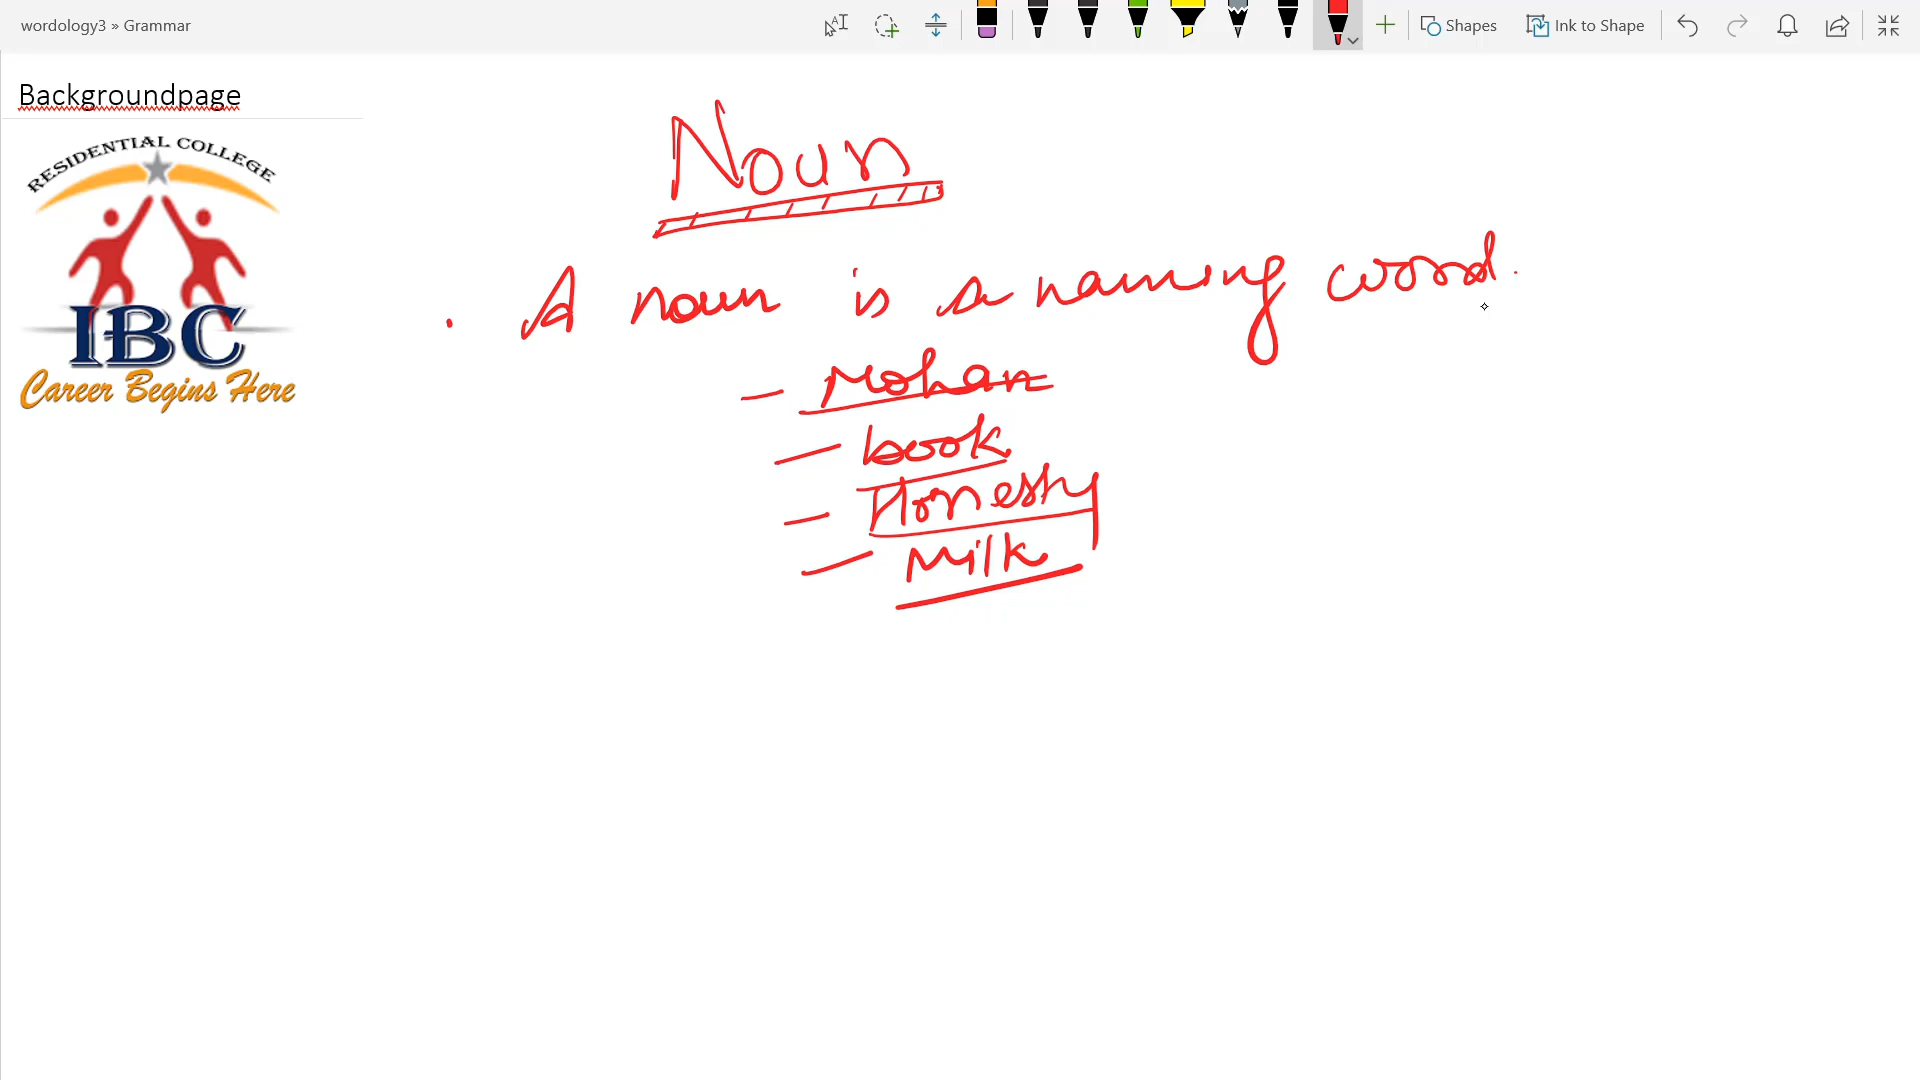 wordology3 » Grammar
Shapes
Ink to Shape
Backgroundpage
RESIDENTIAL COLLEGE
IBC
Career Begins Here
Noun
. A noun is a naming word.
— Mohan
— book
— Honesty
— Milk